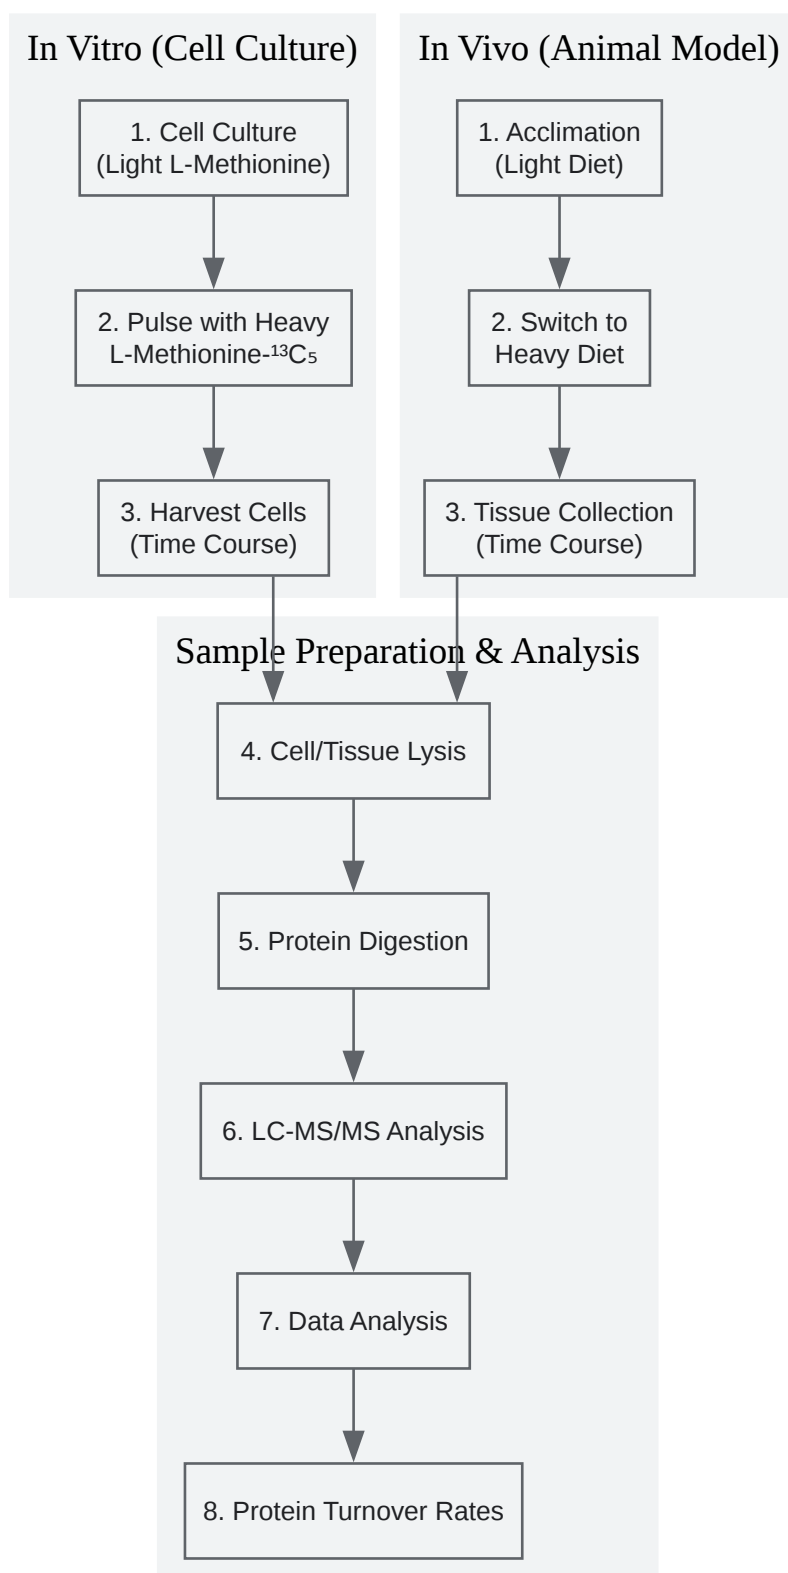 In Vitro (Cell Culture)
1. Cell Culture
(Light L-Methionine)
2. Pulse with Heavy
L-Methionine-¹³C₅
3. Harvest Cells
(Time Course)
In Vivo (Animal Model)
1. Acclimation
(Light Diet)
2. Switch to
Heavy Diet
3. Tissue Collection
(Time Course)
Sample Preparation & Analysis
4. Cell/Tissue Lysis
5. Protein Digestion
6. LC-MS/MS Analysis
7. Data Analysis
8. Protein Turnover Rates